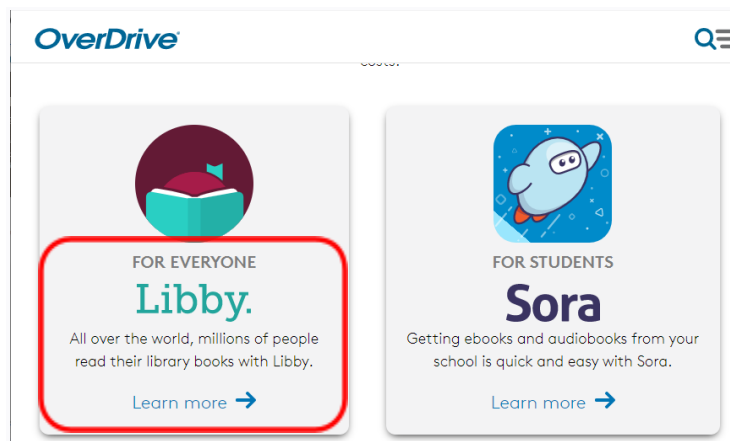 OverDrive
costs.
FOR EVERYONE
Libby.
All over the world, millions of people
read their library books with Libby.
Learn more →
FOR STUDENTS
Sora
Getting ebooks and audiobooks from your
school is quick and easy with Sora.
Learn more →